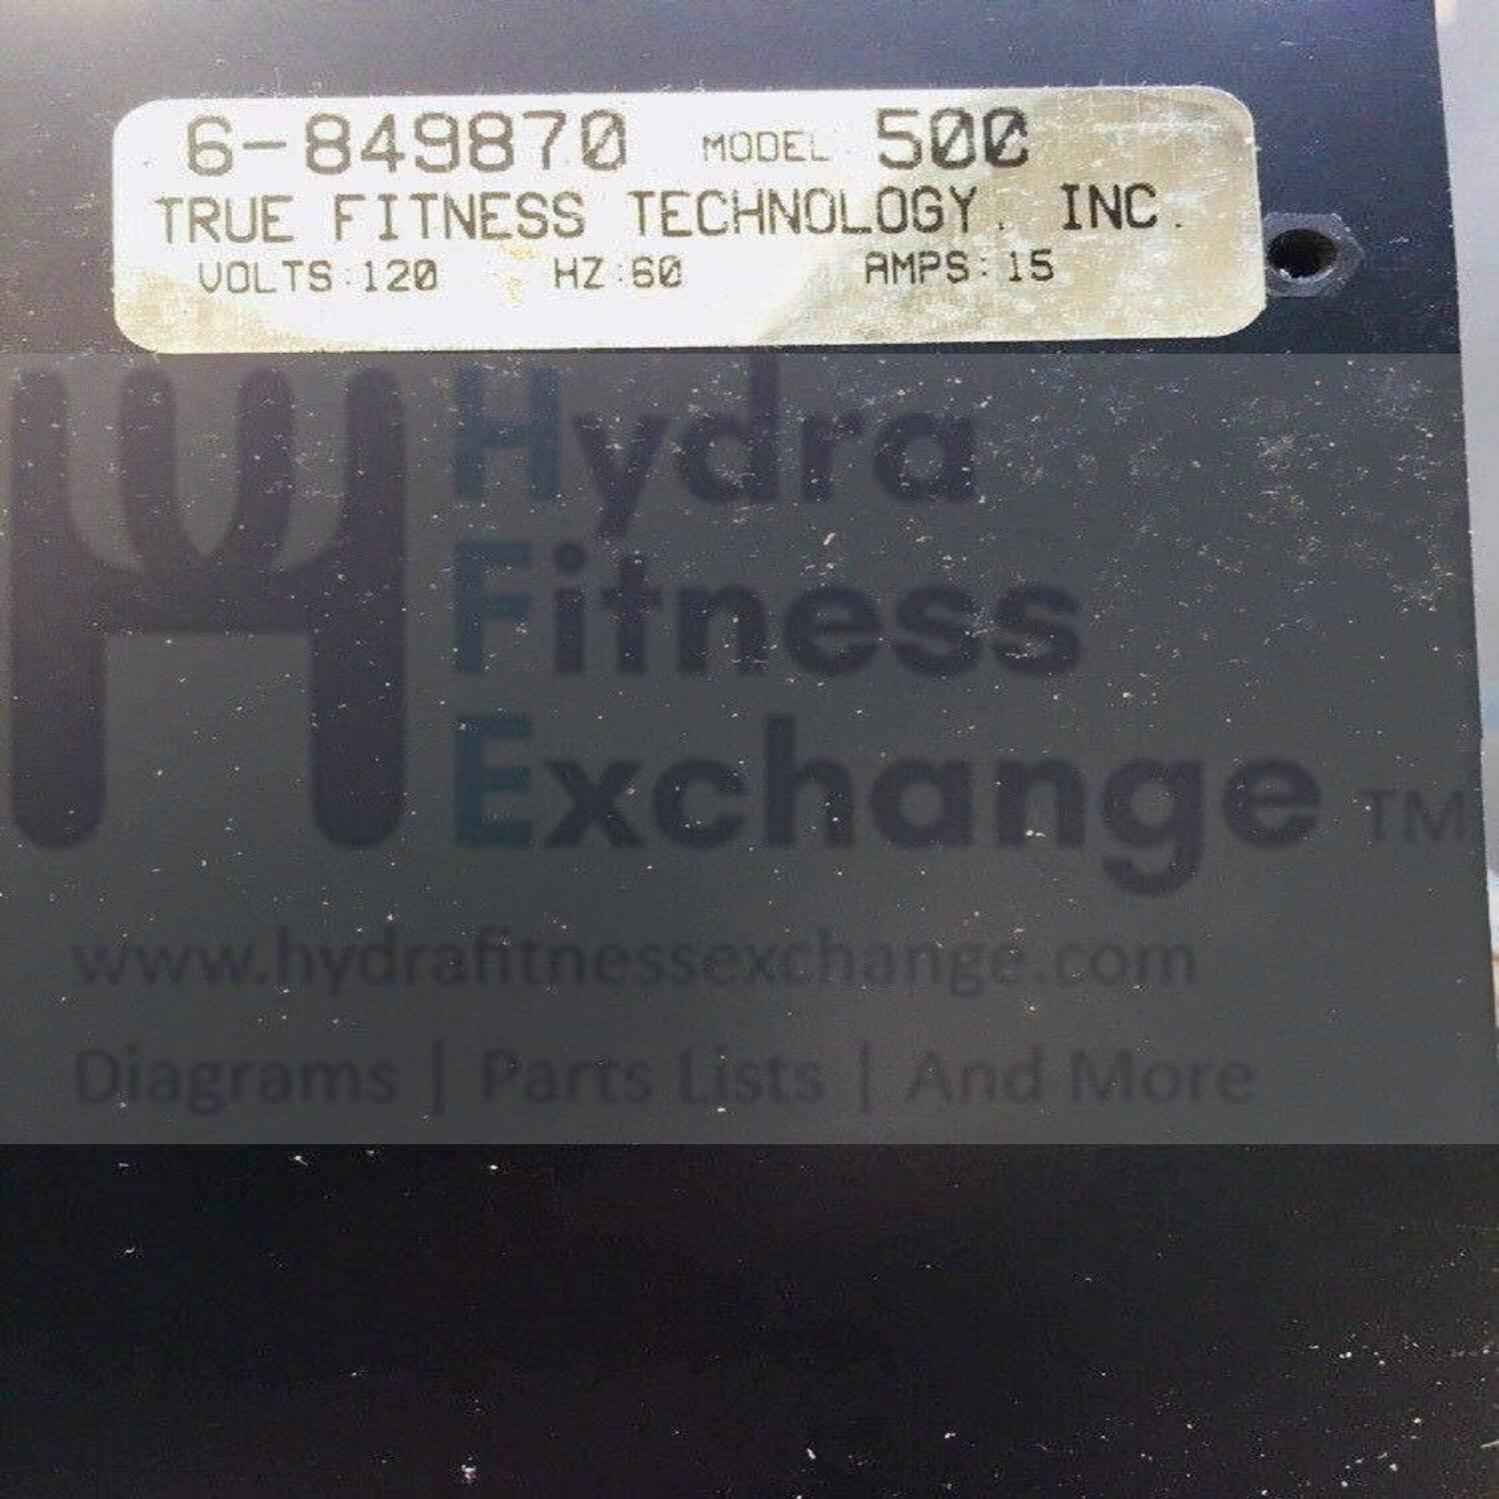 6-849870 MODEL 500
TRUE FITNESS TECHNOLOGY, INC.
VOLTS:120 HZ:60 AMPS:15
Hydra
Fitness
Exchange TM
www.hydrafitnessexchange.com
Diagrams | Parts Lists | And More